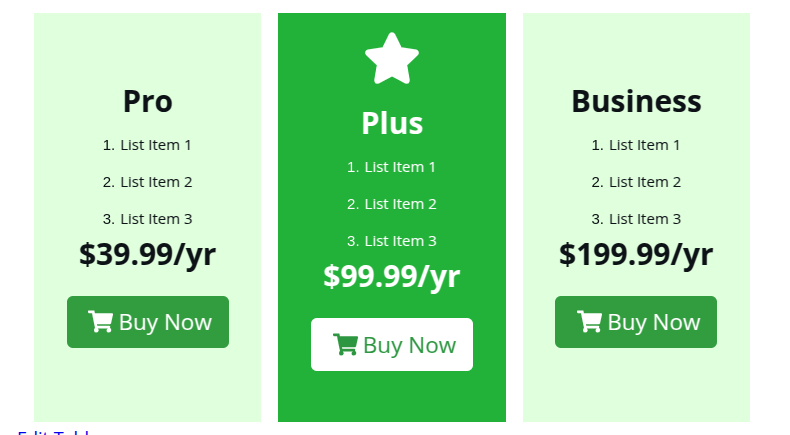 Pro
1. List Item 1
2. List Item 2
3. List Item 3
$39.99/yr
Buy Now
Plus
1. List Item 1
2. List Item 2
3. List Item 3
$99.99/yr
Buy Now
Business
1. List Item 1
2. List Item 2
3. List Item 3
$199.99/yr
Buy Now